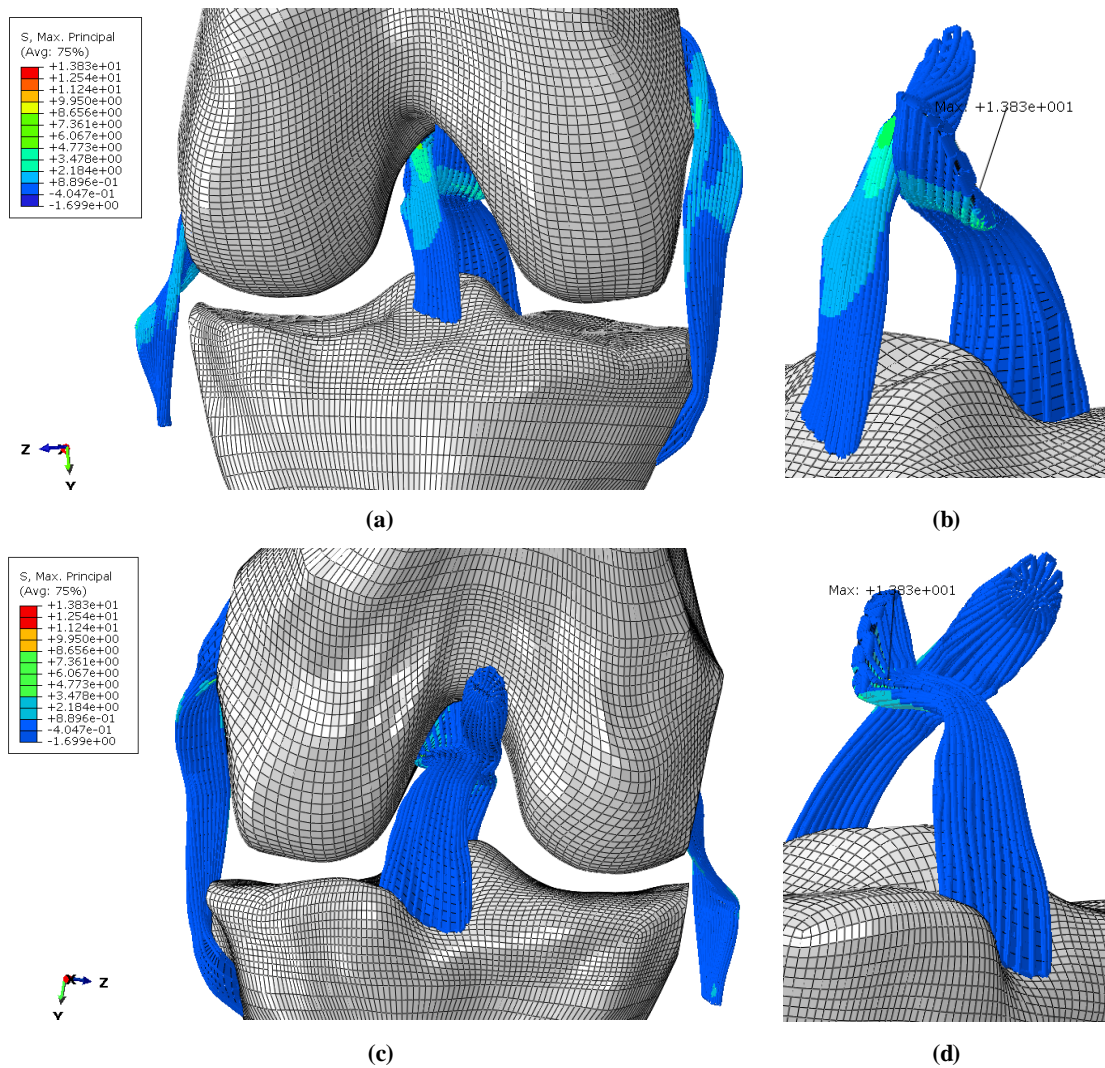 S, Max. Principal
(Avg: 75%)
+1.383e+01
+1.254e+01
+1.124e+01
+9.950e+00
+8.656e+00
+7.361e+00
+6.067e+00
+4.773e+00
+3.478e+00
+2.184e+00
+8.896e-01
-4.047e-01
-1.699e+00
Z
X
Y
Max: +1.383e+001
(a)
(b)
S, Max. Principal
(Avg: 75%)
+1.383e+01
+1.254e+01
+1.124e+01
+9.950e+00
+8.656e+00
+7.361e+00
+6.067e+00
+4.773e+00
+3.478e+00
+2.184e+00
+8.896e-01
-4.047e-01
-1.699e+00
X
Z
Y
Max: +1.383e+001
(c)
(d)